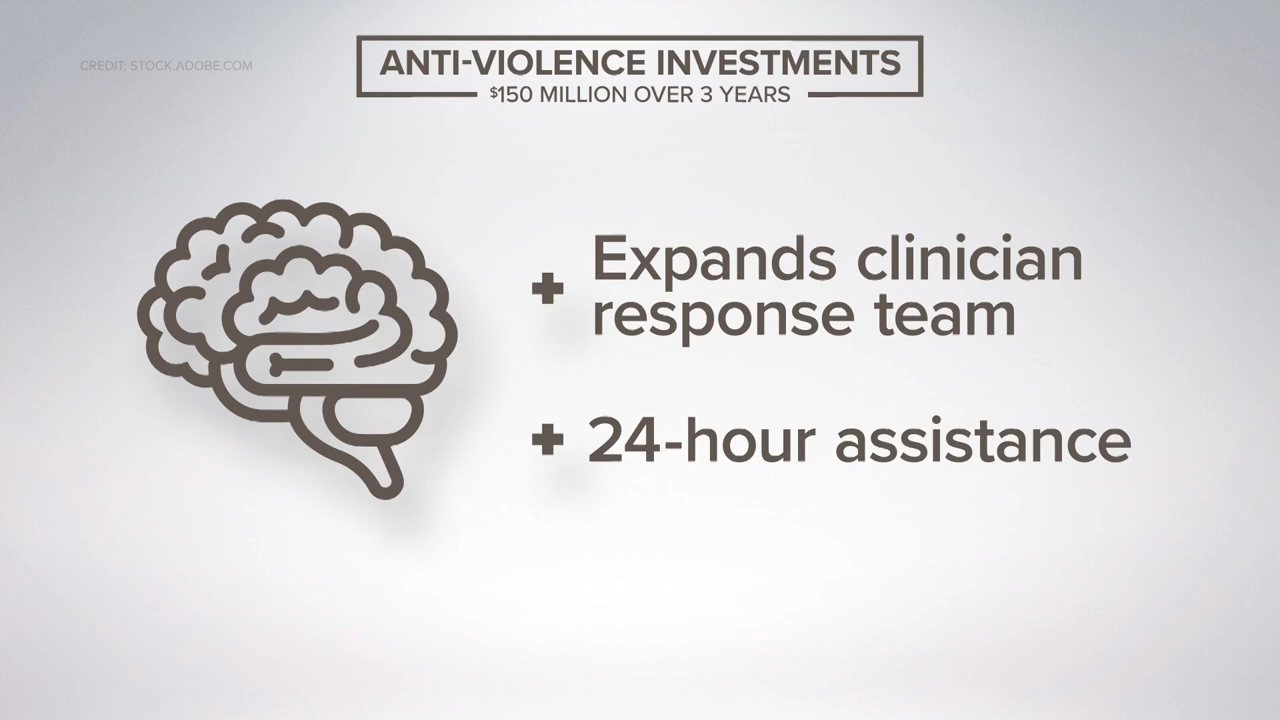 CREDIT: STOCK.ADOBE.COM
ANTI-VIOLENCE INVESTMENTS
$150 MILLION OVER 3 YEARS
+ Expands clinician
response team
+ 24-hour assistance